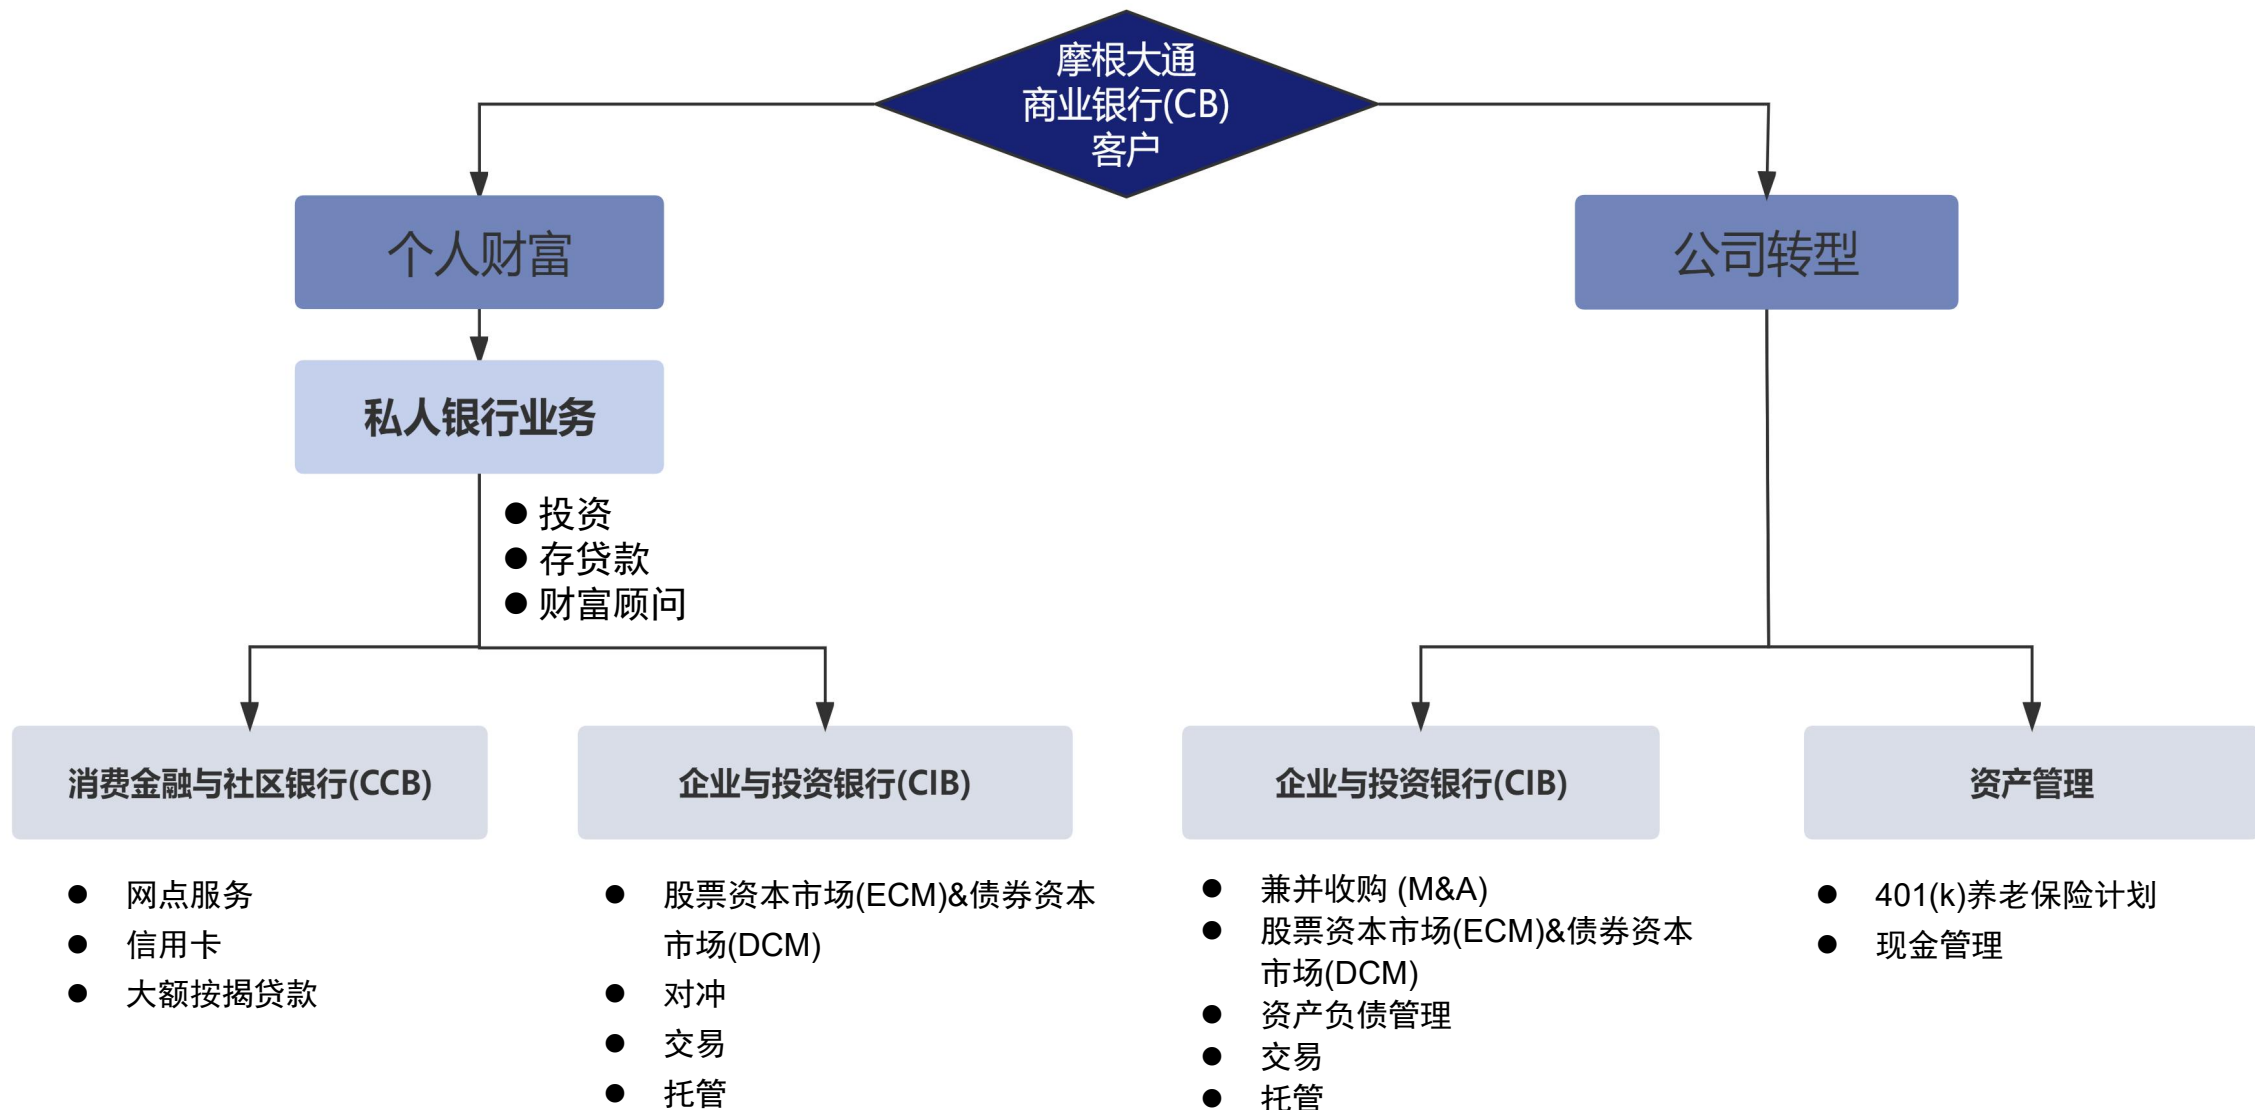 摩根大通
商业银行(CB)
客户
个人财富
公司转型
私人银行业务
● 投资
● 存贷款
● 财富顾问
消费金融与社区银行(CCB)
企业与投资银行(CIB)
企业与投资银行(CIB)
资产管理
● 网点服务
● 信用卡
● 大额按揭贷款
● 股票资本市场(ECM)&债券资本
市场(DCM)
● 对冲
● 交易
● 托管
● 兼并收购 (M&A)
● 股票资本市场(ECM)&债券资本
市场(DCM)
● 资产负债管理
● 交易
● 托管
● 401(k)养老保险计划
● 现金管理